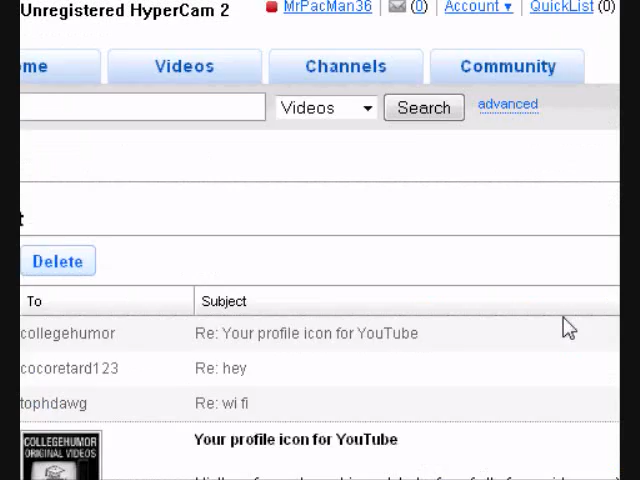 Unregistered HyperCam 2
MrPacMan36 (0) Account ▾ QuickList (0)
me Videos Channels Community
Videos Search advanced
t
Delete
To Subject
collegehumor Re: Your profile icon for YouTube
cocoretard123 Re: hey
tophdawg Re: wi fi
COLLEGEHUMOR
ORIGINAL VIDEOS
Your profile icon for YouTube